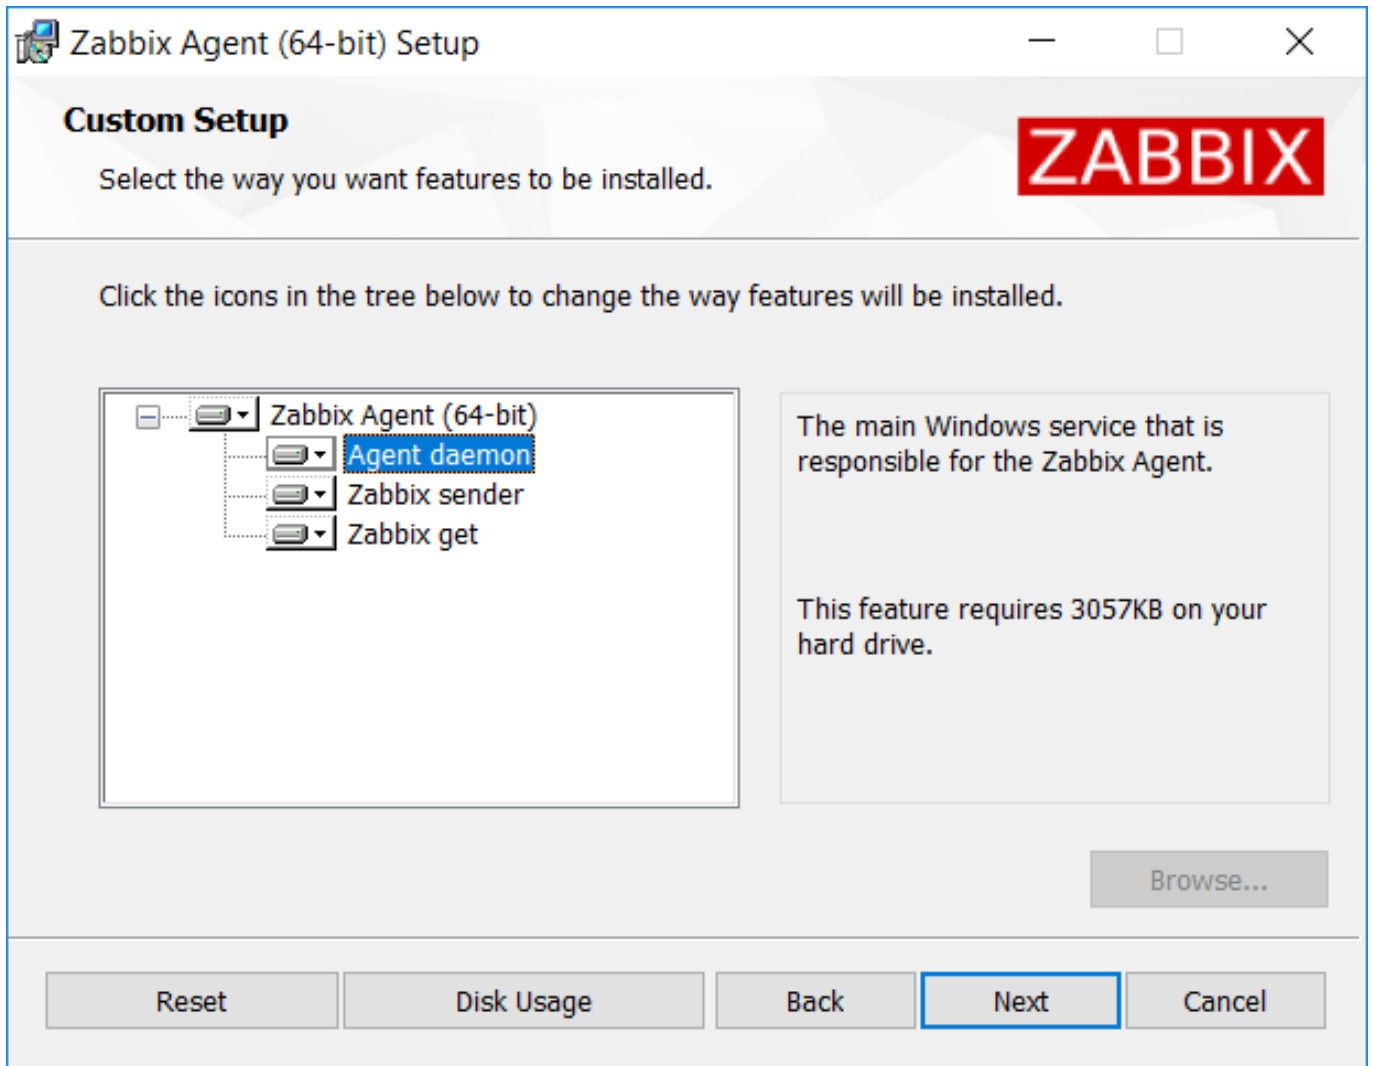 Zabbix Agent (64-bit) Setup
Custom Setup
Select the way you want features to be installed.
ZABBIX
Click the icons in the tree below to change the way features will be installed.
Zabbix Agent (64-bit)
Agent daemon
Zabbix sender
Zabbix get
The main Windows service that is
responsible for the Zabbix Agent.
This feature requires 3057KB on your
hard drive.
Browse...
Reset
Disk Usage
Back
Next
Cancel